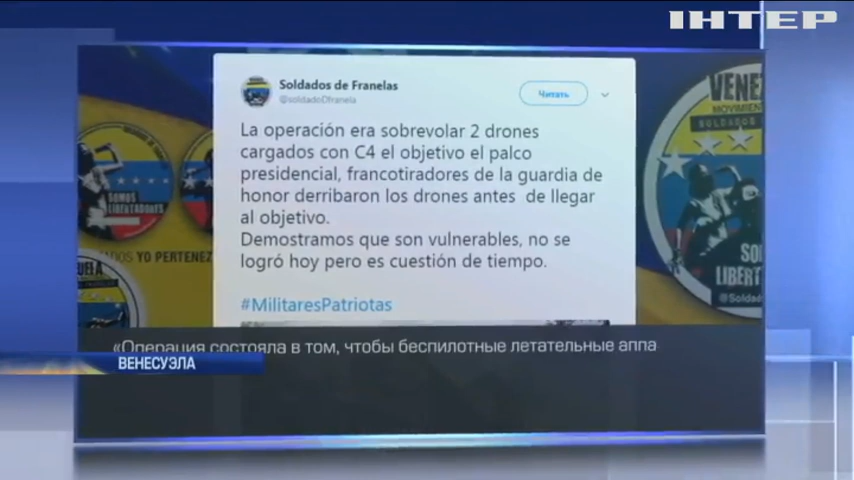 ІНТЕР
VENEZ
MOVIMIEN
SOLDADOS
SOMOS
LIBERTADORES
YO PERTENEZ
Soldados de Franelas
@soldadoDfranela
Читать
La operación era sobrevolar 2 drones
cargados con C4 el objetivo el palco
presidencial, francotiradores de la guardia de
honor derribaron los drones antes de llegar
al objetivo.
Demostramos que son vulnerables, no se
logró hoy pero es cuestión de tiempo.
#MilitaresPatriotas
SO
LIBERT
@Soldad
«Операция состояла в том, чтобы беспилотные летательные аппа
ВЕНЕСУЭЛА